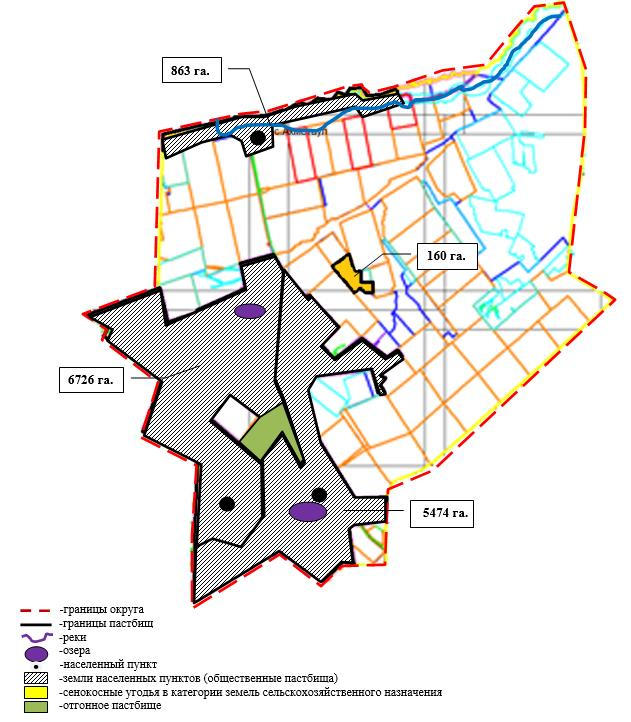 863 га.
с Ахметаул
160 га.
6726 га.
5474 га.
-границы округа
-границы пастбищ
-реки
-озера
-населенный пункт
-земли населенных пунктов (общественные пастбища)
-сенокосные угодья в категории земель сельскохозяйственного назначения
-отгонное пастбище